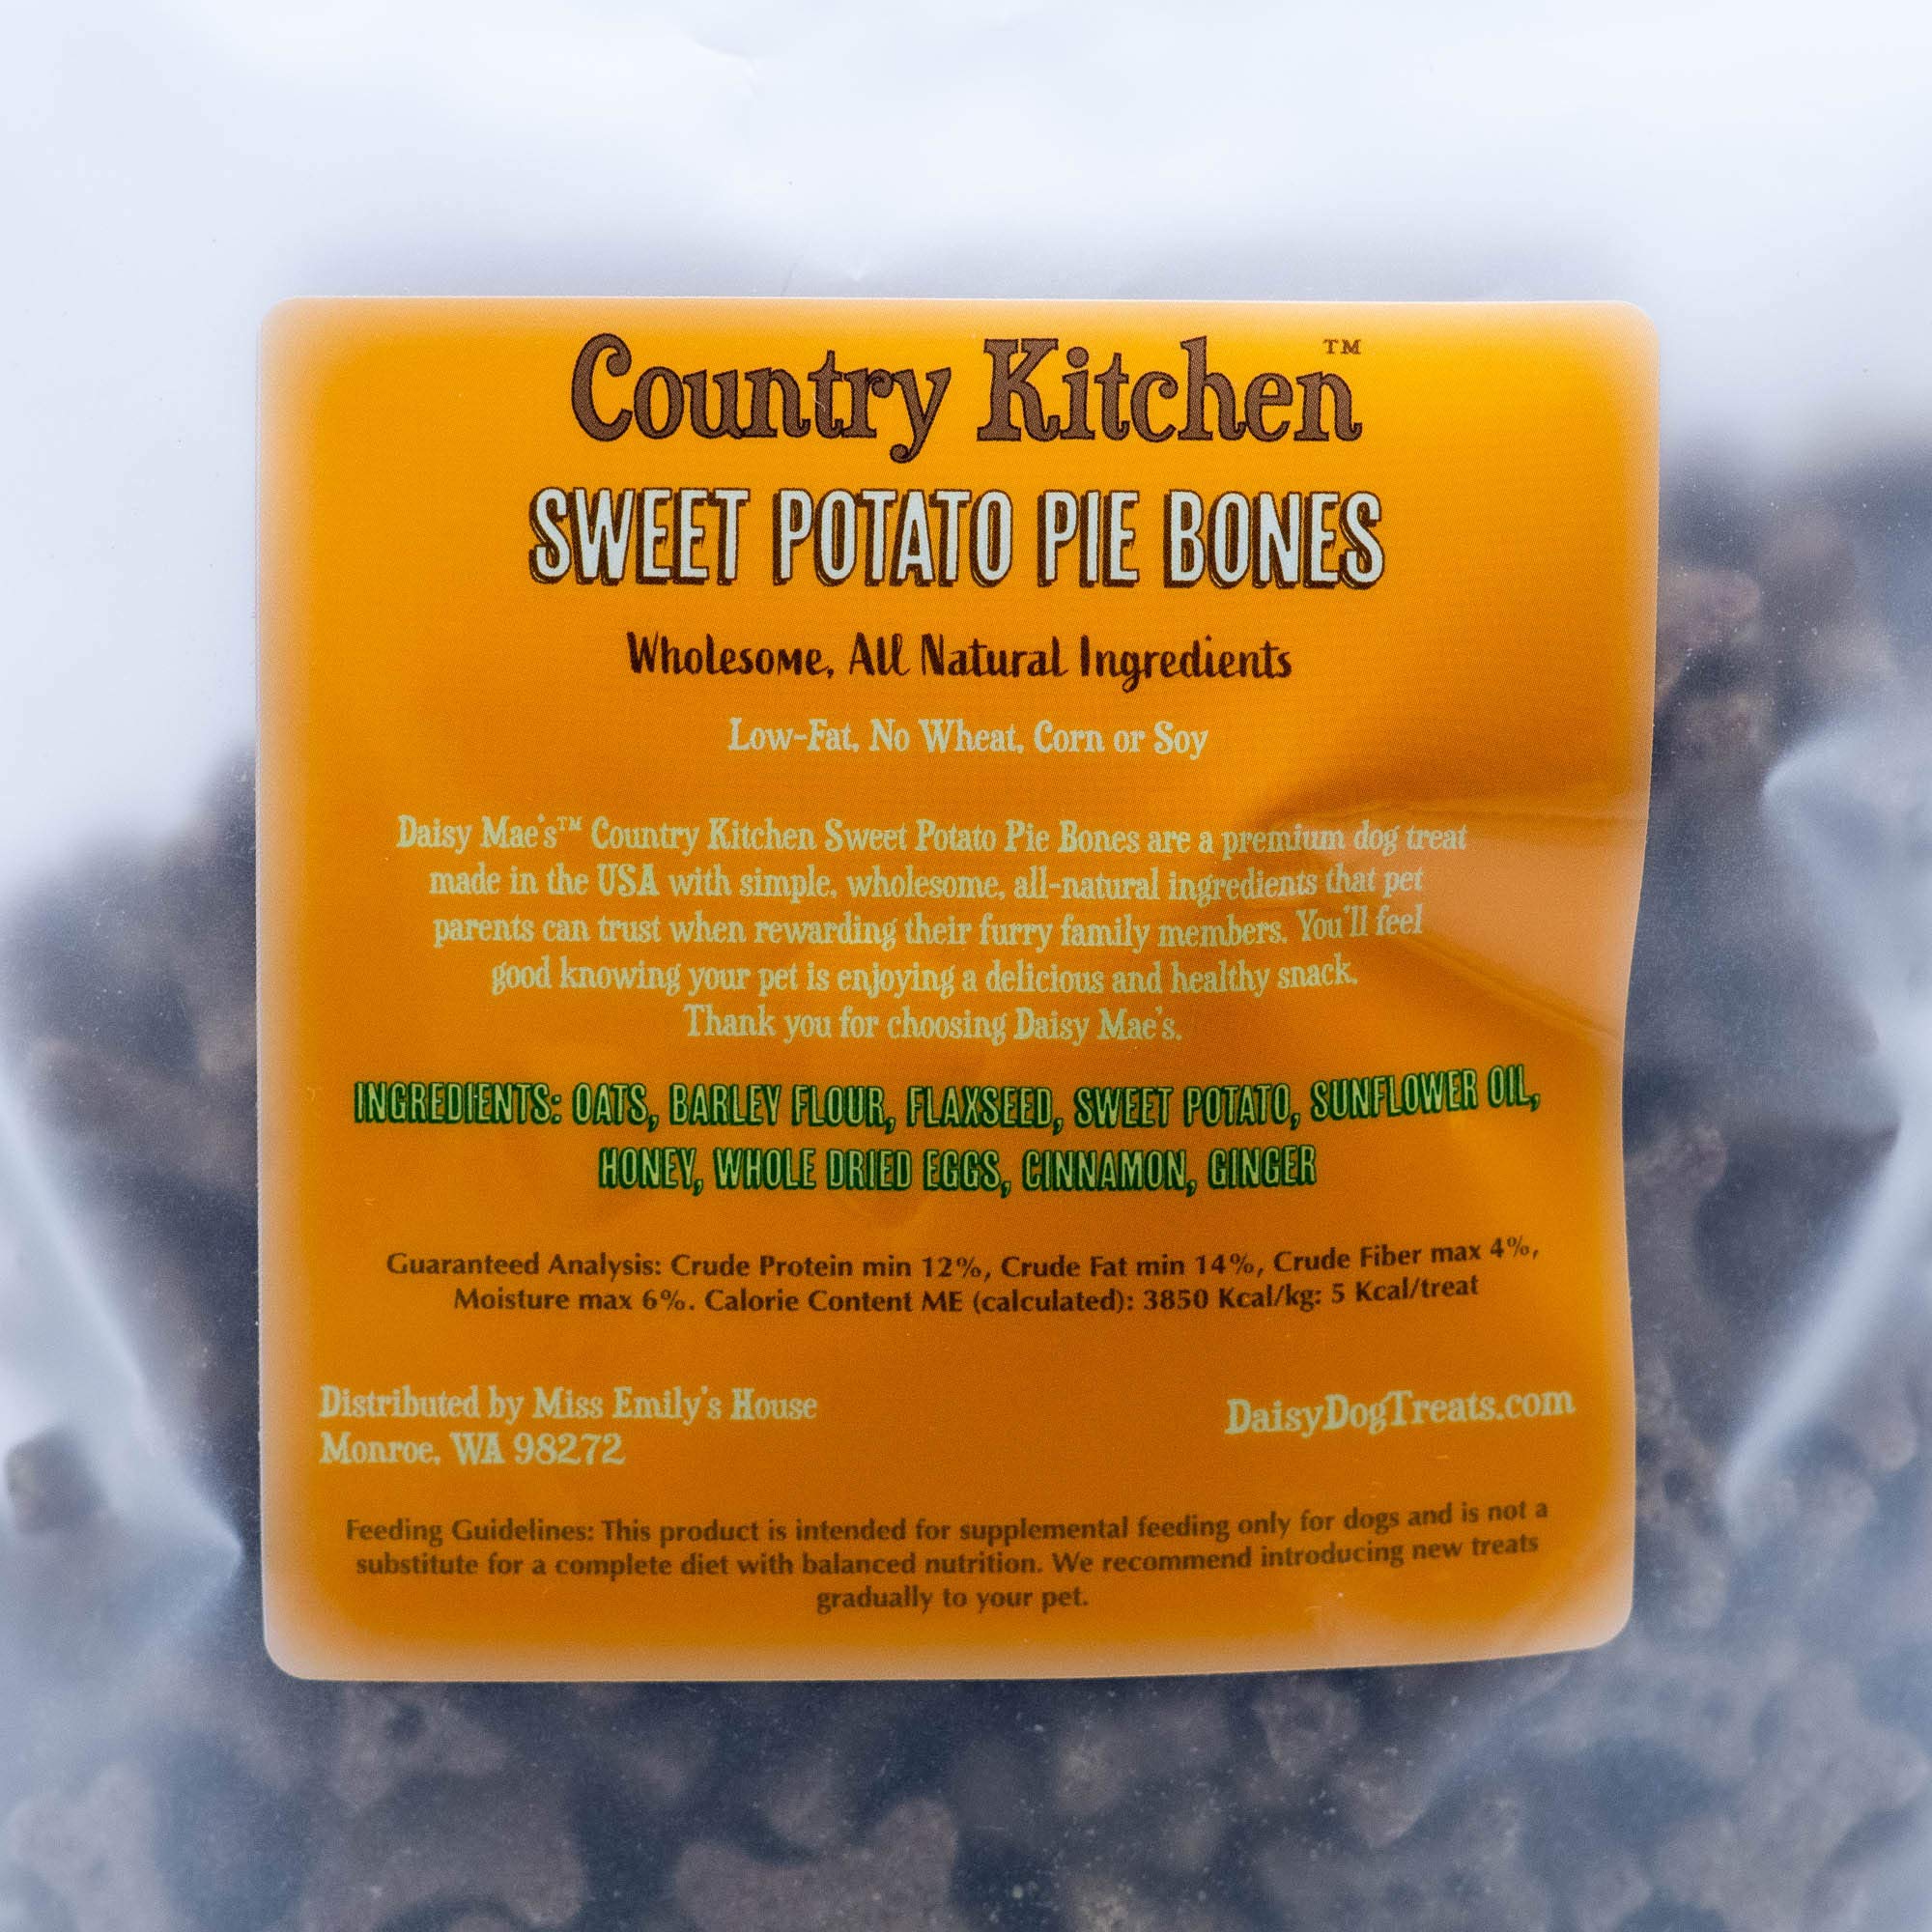 Country Kitchen™
SWEET POTATO PIE BONES
Wholesome, All Natural Ingredients
Low-Fat, No Wheat, Corn or Soy
Daisy Mae's™ Country Kitchen Sweet Potato Pie Bones are a premium dog treat
made in the USA with simple, wholesome, all-natural ingredients that pet
parents can trust when rewarding their furry family members. You'll feel
good knowing your pet is enjoying a delicious and healthy snack.
Thank you for choosing Daisy Mae's.
INGREDIENTS: OATS, BARLEY FLOUR, FLAXSEED, SWEET POTATO, SUNFLOWER OIL,
HONEY, WHOLE DRIED EGGS, CINNAMON, GINGER
Guaranteed Analysis: Crude Protein min 12%, Crude Fat min 14%, Crude Fiber max 4%,
Moisture max 6%. Calorie Content ME (calculated): 3850 Kcal/kg: 5 Kcal/treat
Distributed by Miss Emily's House
Monroe, WA 98272
DaisyDogTreats.com
Feeding Guidelines: This product is intended for supplemental feeding only for dogs and is not a
substitute for a complete diet with balanced nutrition. We recommend introducing new treats
gradually to your pet.